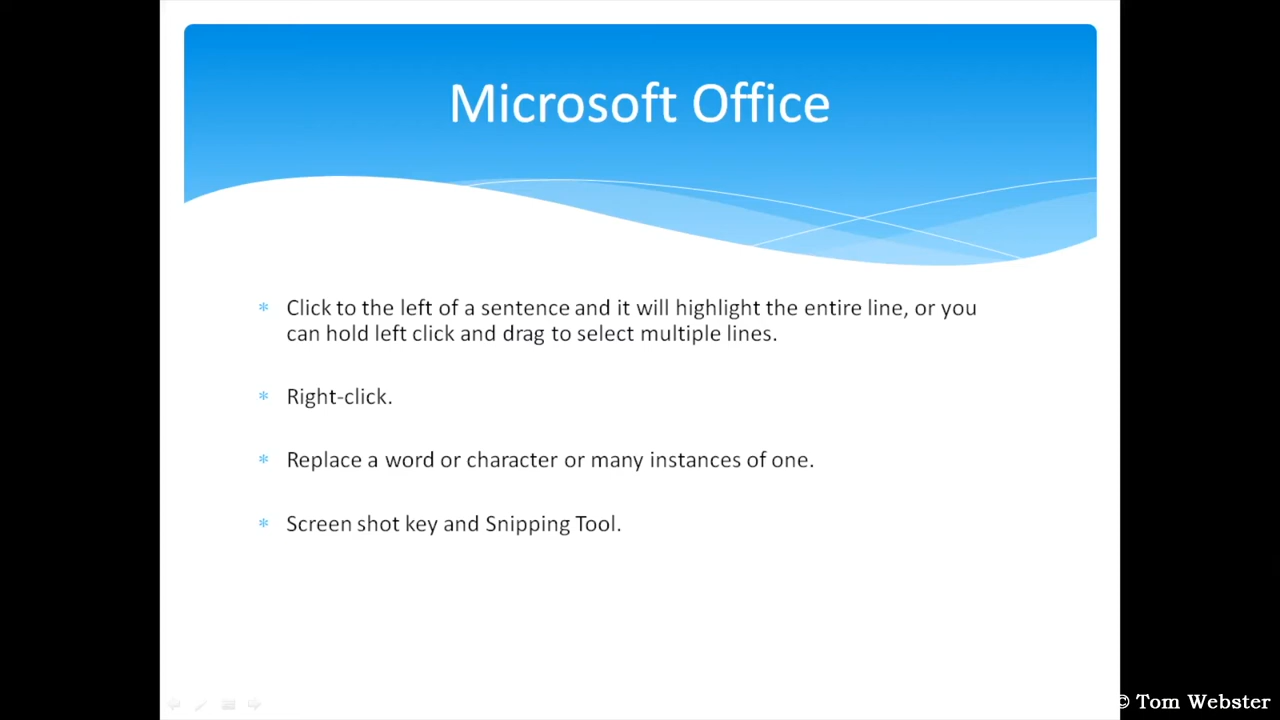 Microsoft Office
* Click to the left of a sentence and it will highlight the entire line, or you
can hold left click and drag to select multiple lines.
* Right-click.
* Replace a word or character or many instances of one.
* Screen shot key and Snipping Tool.
© Tom Webster